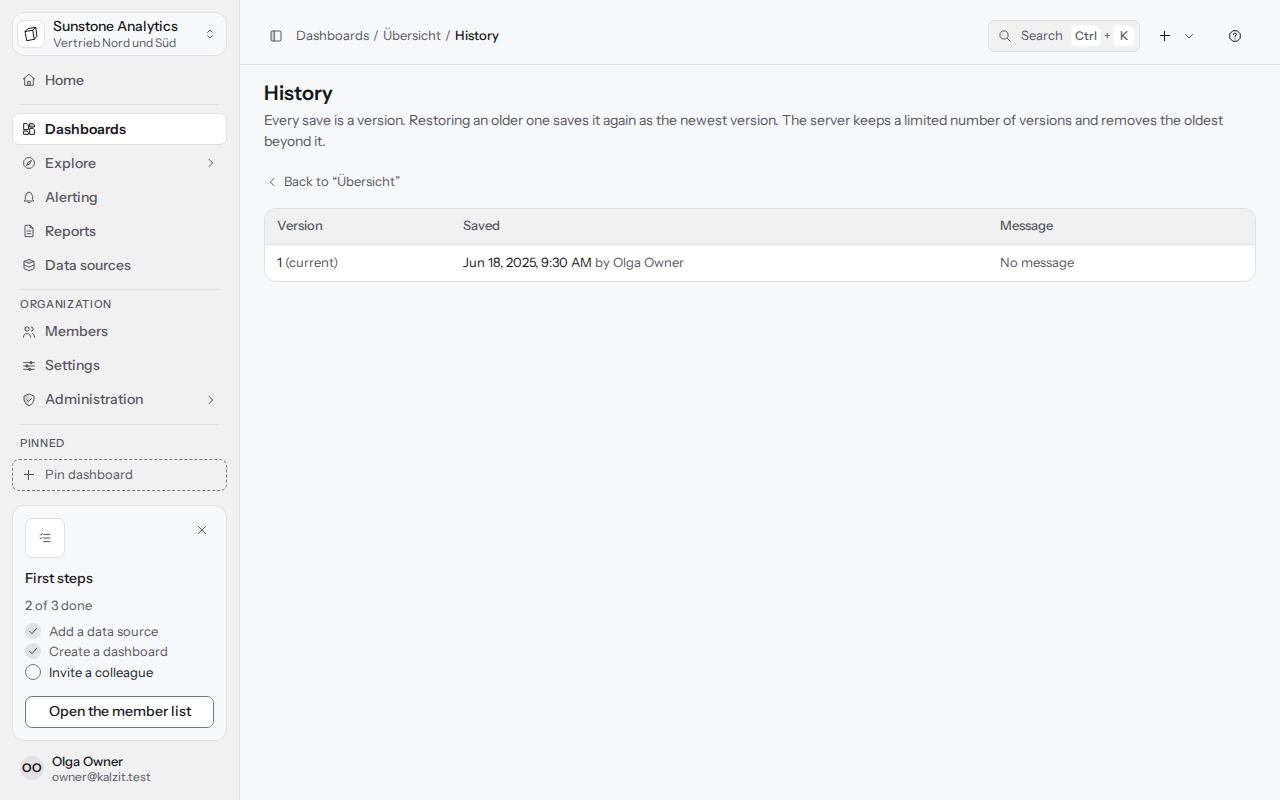 Sunstone Analytics
Vertrieb Nord und Süd
Home
Dashboards
Explore
Alerting
Reports
Data sources
ORGANIZATION
Members
Settings
Administration
PINNED
Pin dashboard
First steps
2 of 3 done
Add a data source
Create a dashboard
Invite a colleague
Open the member list
OO
Olga Owner
owner@kalzit.test
Dashboards / Übersicht / History
Search Ctrl + K
History
Every save is a version. Restoring an older one saves it again as the newest version. The server keeps a limited number of versions and removes the oldest
beyond it.
Back to “Übersicht”
Version Saved Message
1 (current) Jun 18, 2025, 9:30 AM by Olga Owner No message